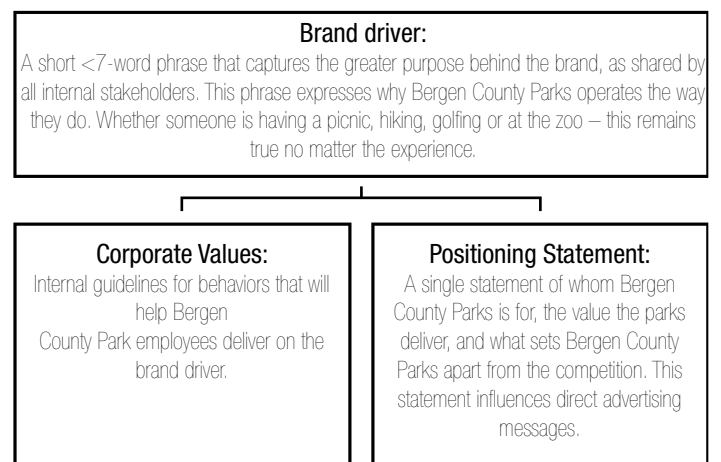 Brand driver:
A short <7-word phrase that captures the greater purpose behind the brand, as shared by
all internal stakeholders. This phrase expresses why Bergen County Parks operates the way
they do. Whether someone is having a picnic, hiking, golfing or at the zoo – this remains
true no matter the experience.
Corporate Values:
Internal guidelines for behaviors that will
help Bergen
County Park employees deliver on the
brand driver.
Positioning Statement:
A single statement of whom Bergen
County Parks is for, the value the parks
deliver, and what sets Bergen County
Parks apart from the competition. This
statement influences direct advertising
messages.